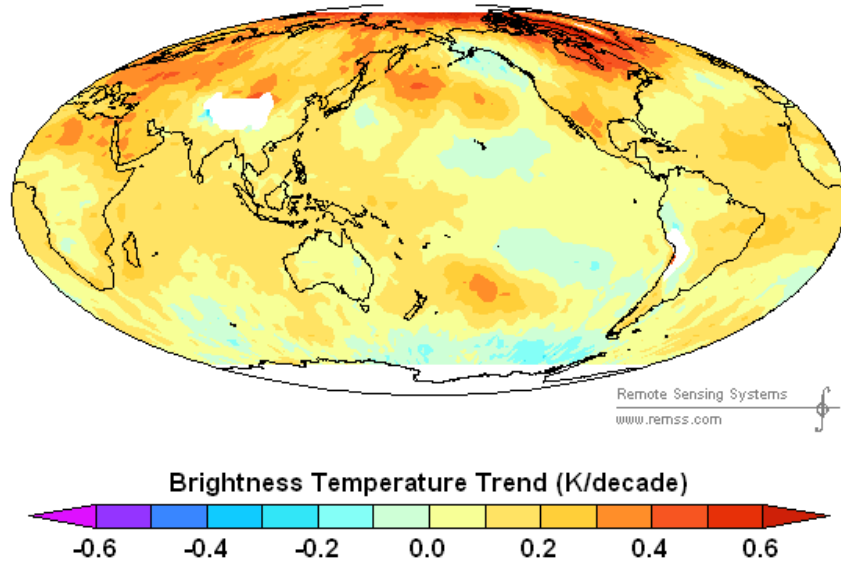 Remote Sensing Systems
www.remss.com
Brightness Temperature Trend (K/decade)
-0.6 -0.4 -0.2 0.0 0.2 0.4 0.6